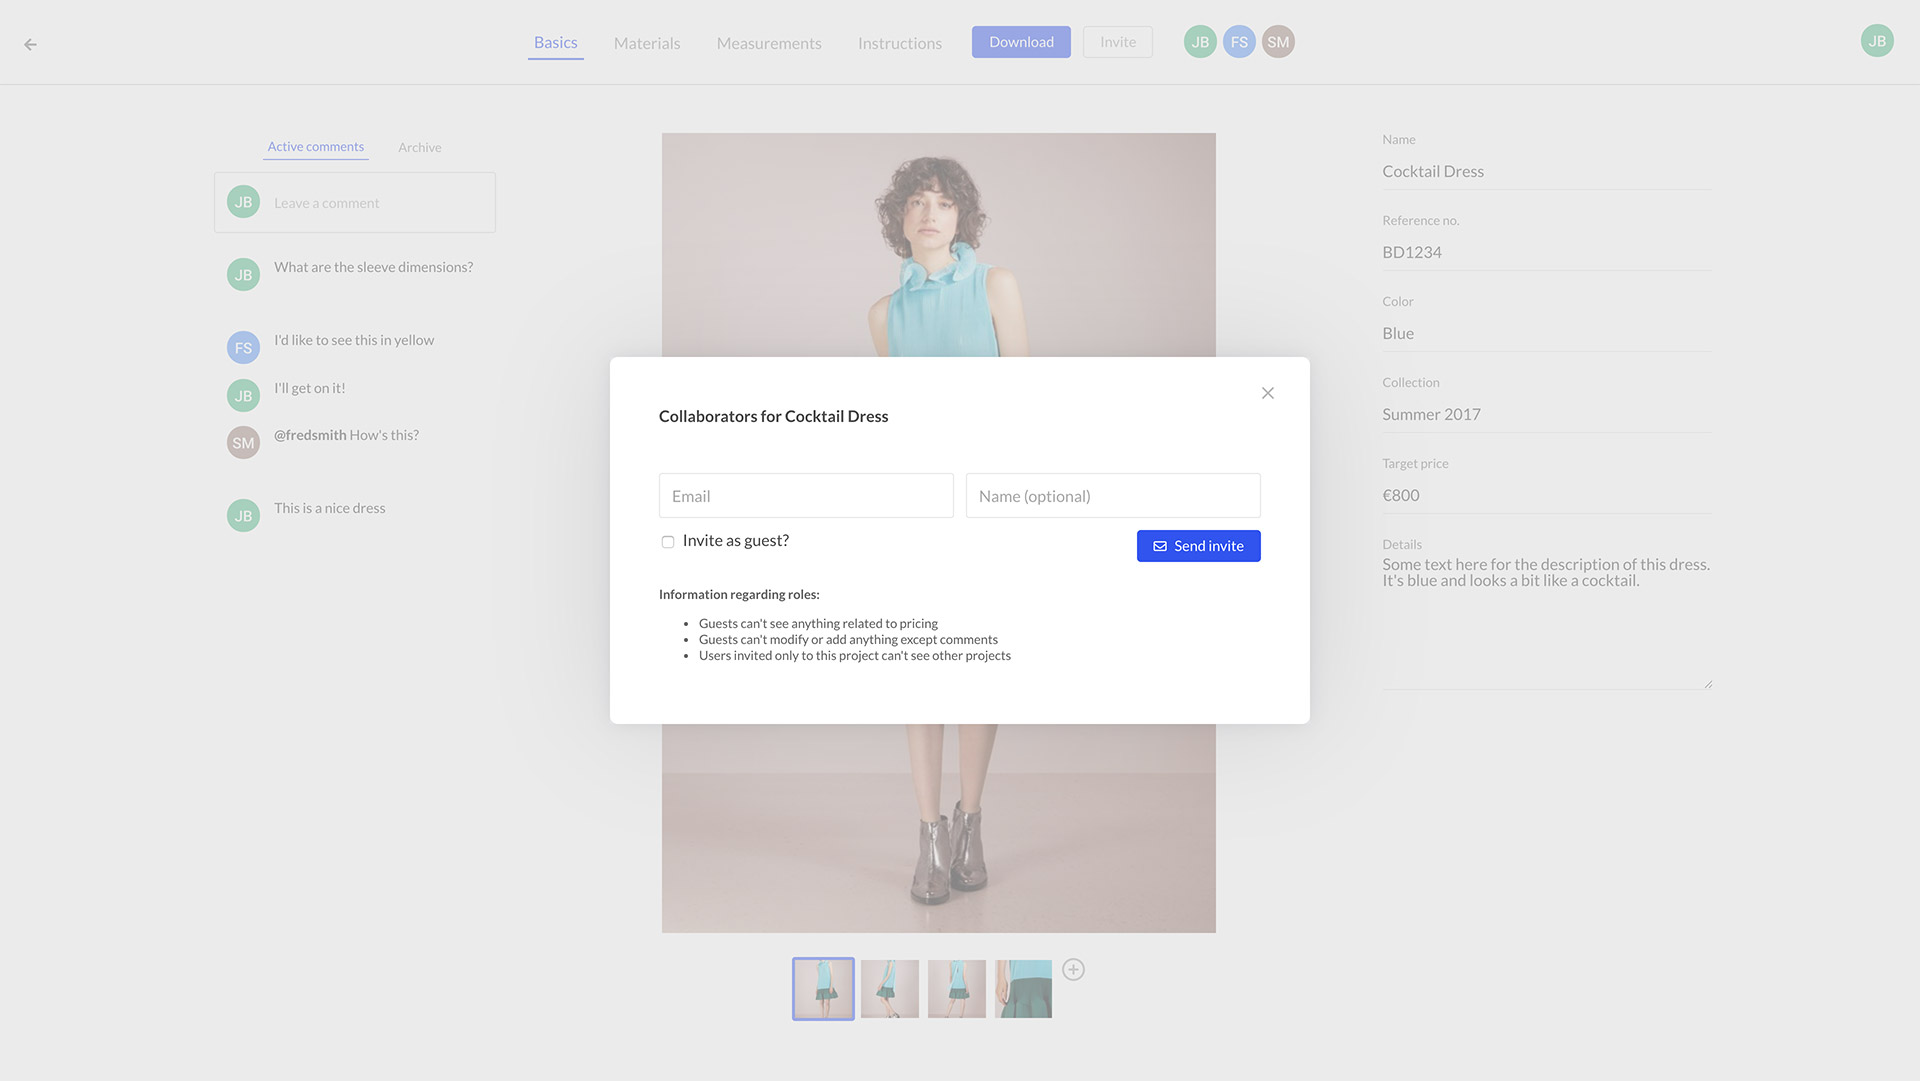 Basics
Materials
Measurements
Instructions
Download
Invite
JB
FS
SM
JB
Active comments
Archive
JB
Leave a comment
JB
What are the sleeve dimensions?
FS
I'd like to see this in yellow
JB
I'll get on it!
SM
@fredsmith How's this?
JB
This is a nice dress
Collaborators for Cocktail Dress
Email
Name (optional)
Invite as guest?
Send invite
Information regarding roles:
• Guests can't see anything related to pricing
• Guests can't modify or add anything except comments
• Users invited only to this project can't see other projects
Name
Cocktail Dress
Reference no.
BD1234
Color
Blue
Collection
Summer 2017
Target price
€800
Details
Some text here for the description of this dress.
It's blue and looks a bit like a cocktail.